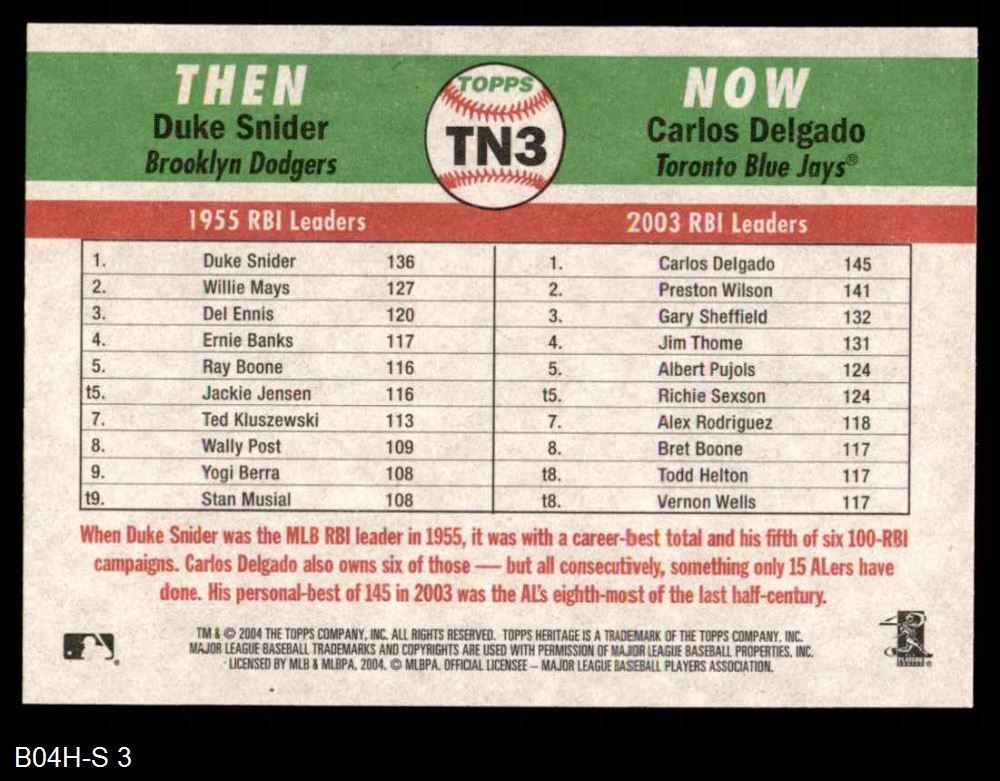 THEN
Duke Snider
Brooklyn Dodgers
TOPPS
TN3
NOW
Carlos Delgado
Toronto Blue Jays®
1955 RBI Leaders
1. Duke Snider 136
2. Willie Mays 127
3. Del Ennis 120
4. Ernie Banks 117
5. Ray Boone 116
t5. Jackie Jensen 116
7. Ted Kluszewski 113
8. Wally Post 109
9. Yogi Berra 108
t9. Stan Musial 108
2003 RBI Leaders
1. Carlos Delgado 145
2. Preston Wilson 141
3. Gary Sheffield 132
4. Jim Thome 131
5. Albert Pujols 124
t5. Richie Sexson 124
7. Alex Rodriguez 118
8. Bret Boone 117
t8. Todd Helton 117
t8. Vernon Wells 117
When Duke Snider was the MLB RBI leader in 1955, it was with a career-best total and his fifth of six 100-RBI
campaigns. Carlos Delgado also owns six of those — but all consecutively, something only 15 ALers have
done. His personal-best of 145 in 2003 was the AL's eighth-most of the last half-century.
TM & © 2004 THE TOPPS COMPANY, INC. ALL RIGHTS RESERVED. TOPPS HERITAGE IS A TRADEMARK OF THE TOPPS COMPANY, INC.
MAJOR LEAGUE BASEBALL TRADEMARKS AND COPYRIGHTS ARE USED WITH PERMISSION OF MAJOR LEAGUE BASEBALL PROPERTIES, INC.
LICENSED BY MLB & MLBPA, 2004. © MLBPA. OFFICIAL LICENSEE – MAJOR LEAGUE BASEBALL PLAYERS ASSOCIATION.
B04H-S 3